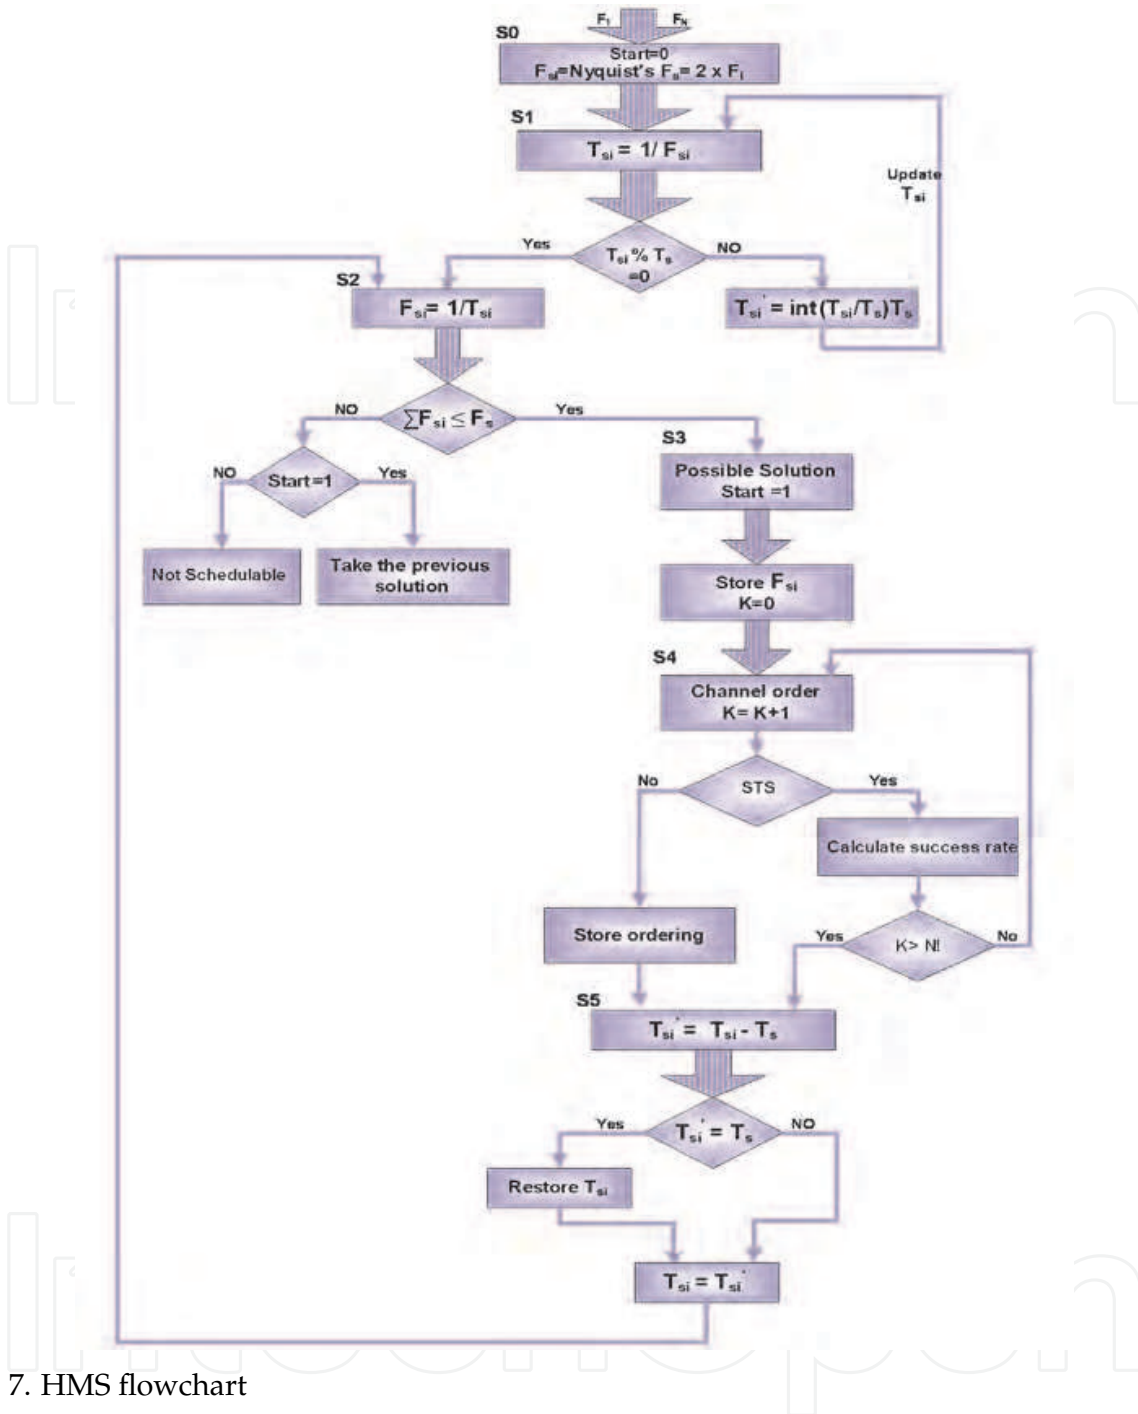 F₁ Fₙ
S0
Start=0
Fₛᵢ=Nyquist's Fₛ= 2 x Fᵢ
S1
Tₛᵢ = 1/ Fₛᵢ
Update
Tₛᵢ
Yes
Tₛᵢ % Tₛ
=0
NO
S2
Fₛᵢ= 1/Tₛᵢ
Tₛᵢ' = int(Tₛᵢ/Tₛ)Tₛ
NO
∑Fₛᵢ ≤ Fₛ
Yes
S3
Possible Solution
Start =1
NO
Start=1
Yes
Not Schedulable
Take the previous
solution
Store Fₛᵢ
K=0
S4
Channel order
K= K+1
No
STS
Yes
Calculate success rate
Store ordering
Yes
K> N!
No
S5
Tₛᵢ' = Tₛᵢ - Tₛ
Yes
Tₛᵢ' = Tₛ
NO
Restore Tₛᵢ
Tₛᵢ = Tₛᵢ'
7. HMS flowchart